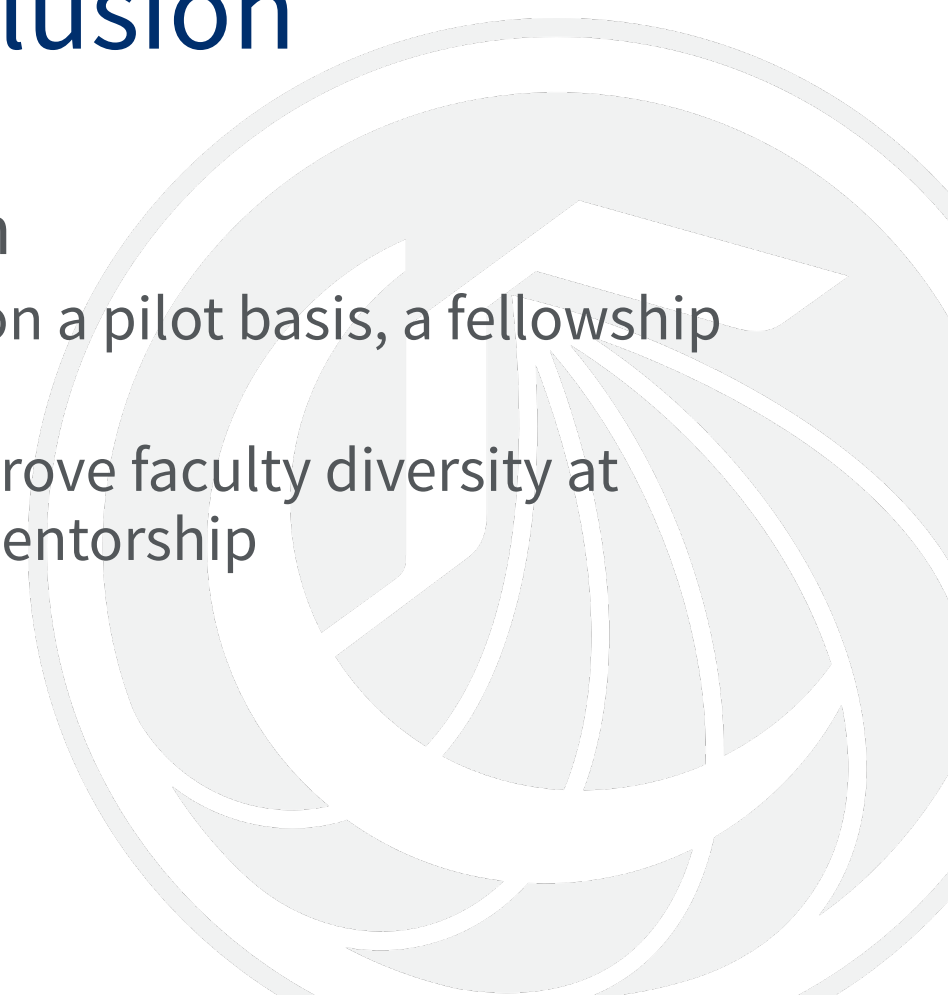 lusion
n
on a pilot basis, a fellowship
rove faculty diversity at
entorship